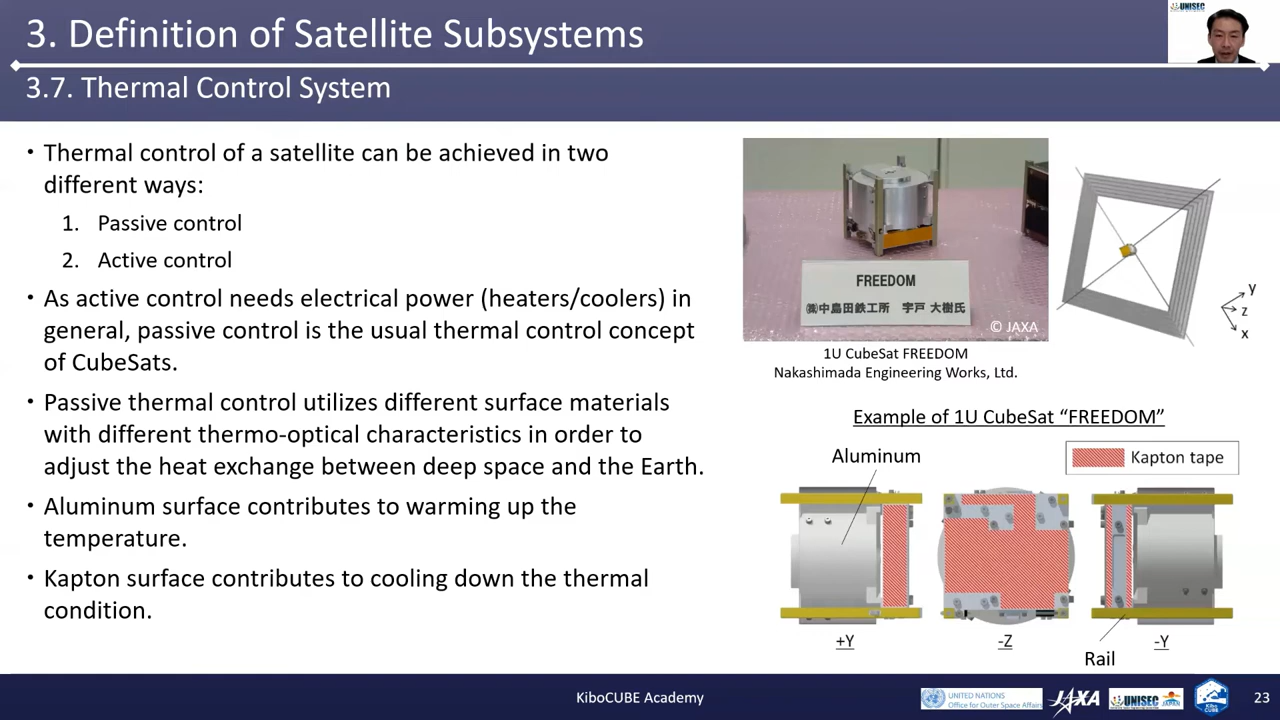 3. Definition of Satellite Subsystems
UNISEC
3.7. Thermal Control System
• Thermal control of a satellite can be achieved in two
different ways:
1. Passive control
2. Active control
• As active control needs electrical power (heaters/coolers) in
general, passive control is the usual thermal control concept
of CubeSats.
• Passive thermal control utilizes different surface materials
with different thermo-optical characteristics in order to
adjust the heat exchange between deep space and the Earth.
• Aluminum surface contributes to warming up the
temperature.
• Kapton surface contributes to cooling down the thermal
condition.
FREEDOM
㈱中島田鉄工所 宇戸 大樹氏
© JAXA
y
z
x
1U CubeSat FREEDOM
Nakashimada Engineering Works, Ltd.
Example of 1U CubeSat “FREEDOM”
Aluminum
Kapton tape
+Y
-Z
-Y
Rail
KiboCUBE Academy
UNITED NATIONS
Office for Outer Space Affairs
JAXA
UNISEC
JAPAN
Kibo
CUBE
23